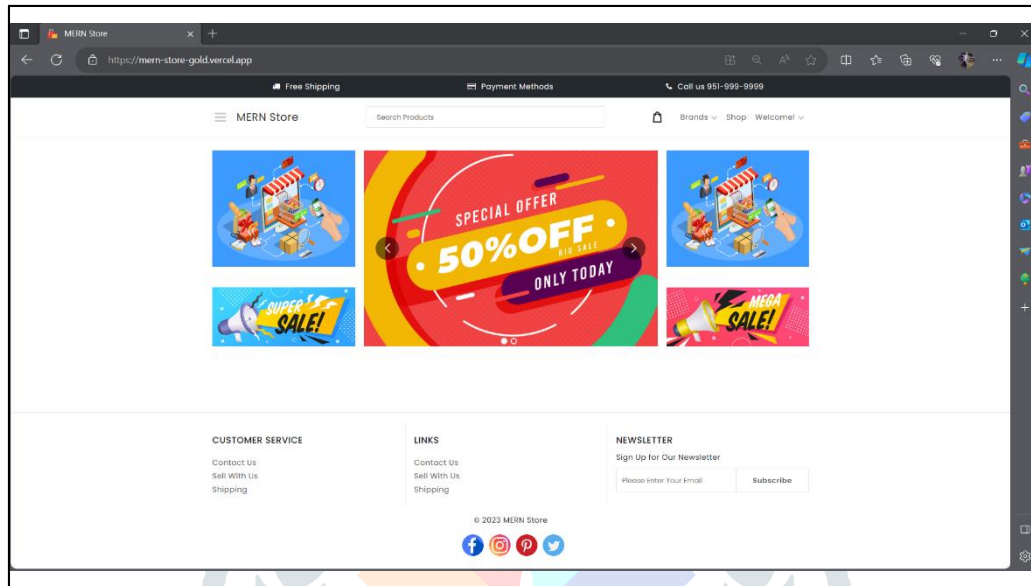 MERN Store
https://mern-store-gold.vercel.app
Free Shipping
Payment Methods
Call us 951-999-9999
MERN Store
Search Products
Brands
Shop
Welcome!
SPECIAL OFFER
50%OFF
BIG SALE
ONLY TODAY
SUPER
SALE!
MEGA
SALE!
CUSTOMER SERVICE
Contact Us
Sell With Us
Shipping
LINKS
Contact Us
Sell With Us
Shipping
NEWSLETTER
Sign Up for Our Newsletter
Please Enter Your Email
Subscribe
© 2023 MERN Store